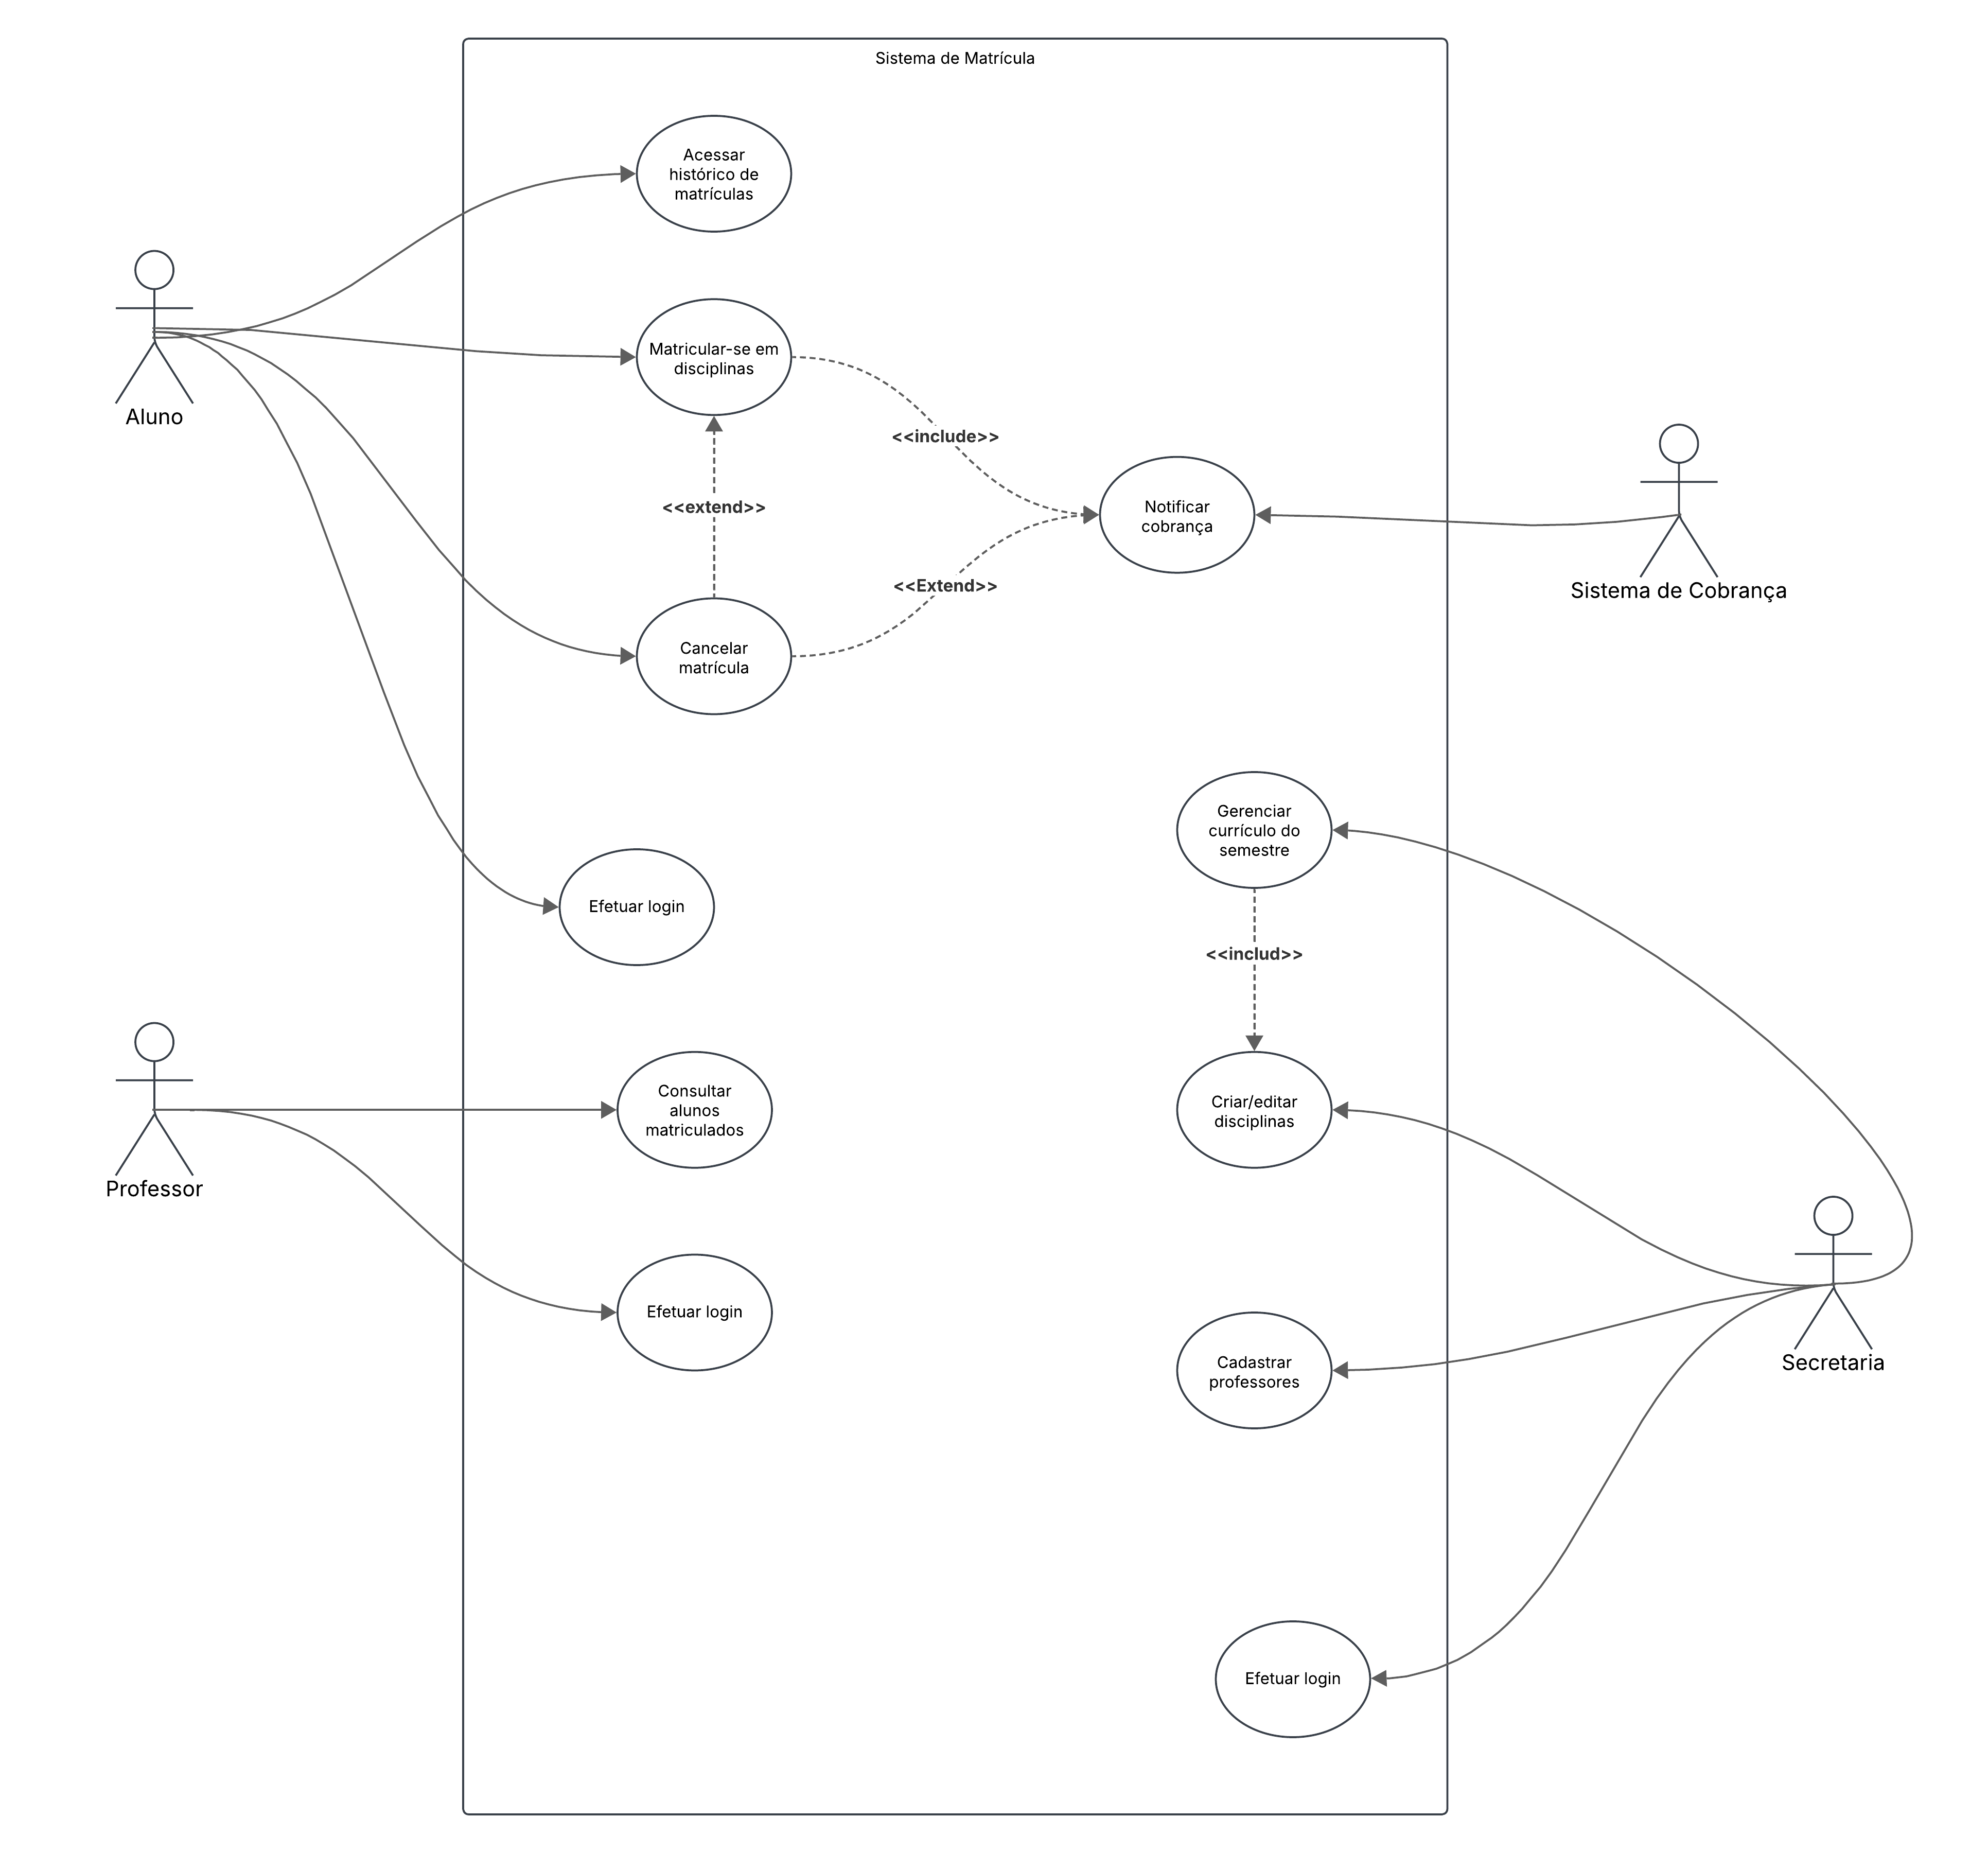 Sistema de Matrícula
Acessar
histórico de
matrículas
Matricular-se em
disciplinas
Aluno
<<include>>
<<extend>>
Notificar
cobrança
<<Extend>>
Sistema de Cobrança
Cancelar
matrícula
Gerenciar
currículo do
semestre
Efetuar login
<<includ>>
Consultar
alunos
matriculados
Criar/editar
disciplinas
Professor
Efetuar login
Cadastrar
professores
Secretaria
Efetuar login